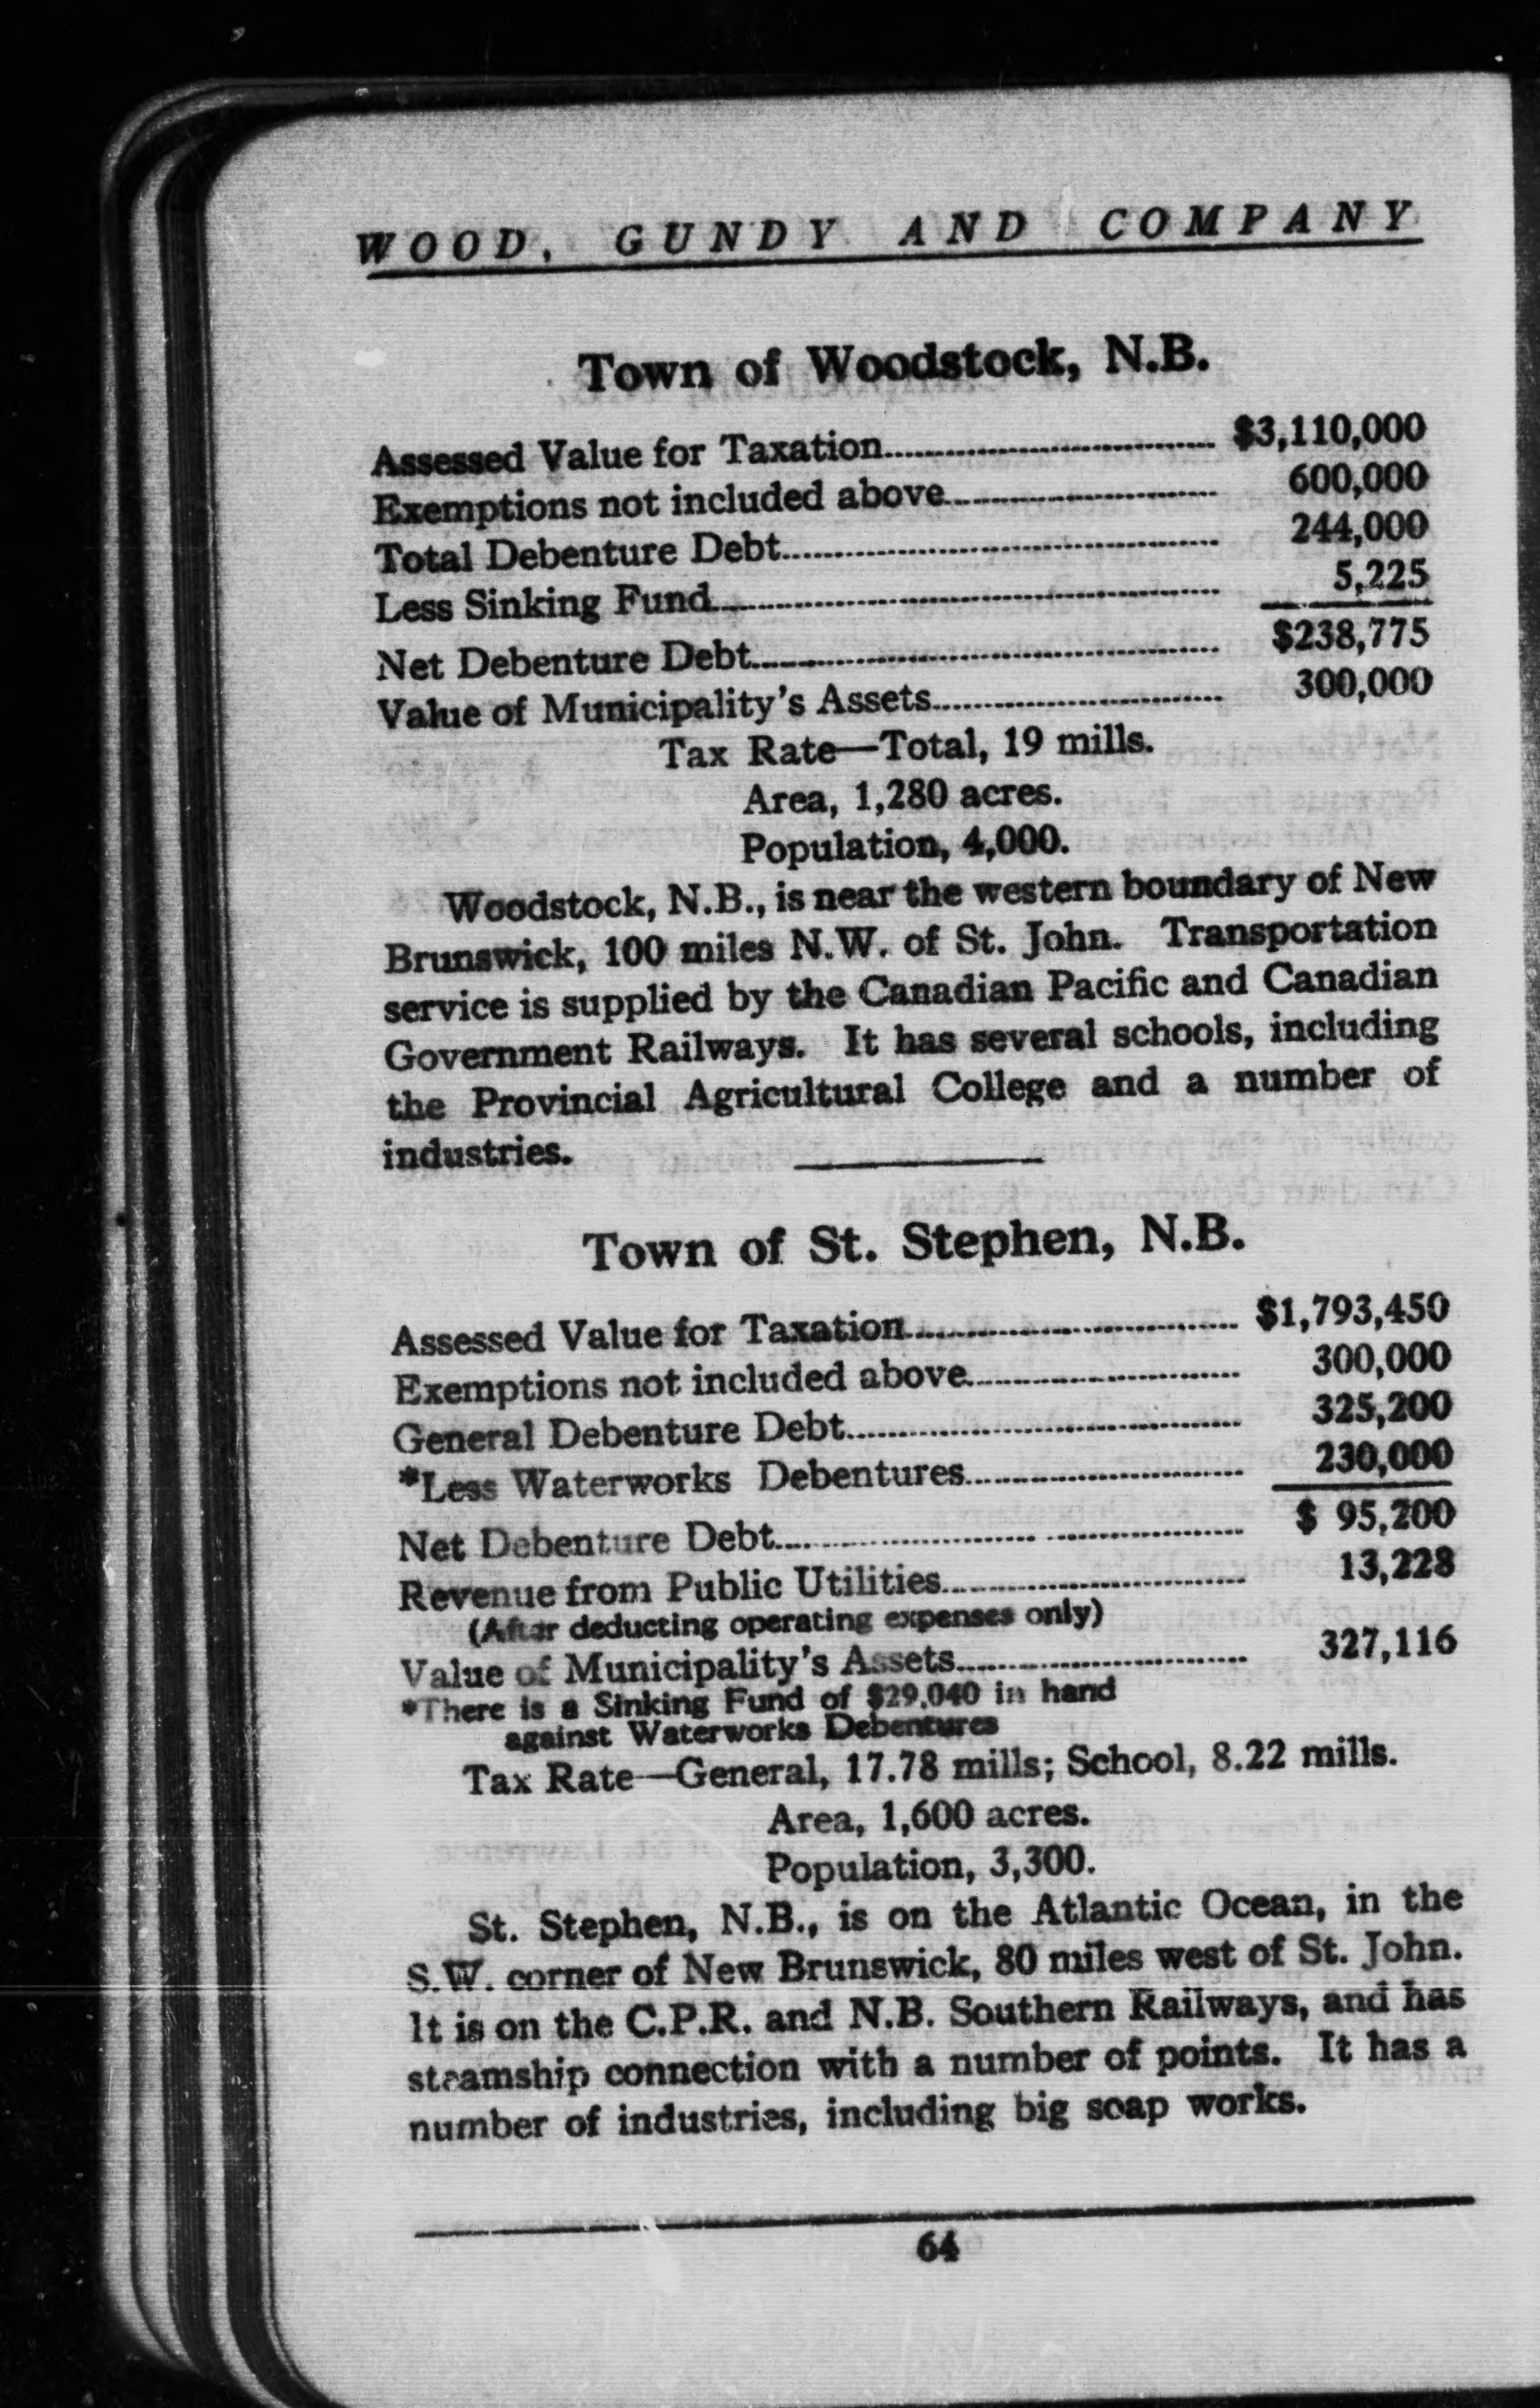 WOOD, GUNDY AND COMPANY
Town of Woodstock, N.B.
Assessed Value for Taxation........................ $3,110,000
Exemptions not included above........................ 600,000
Total Debenture Debt........................ 244,000
Less Sinking Fund........................ 5,225
Net Debenture Debt........................ $238,775
Value of Municipality's Assets........................ 300,000
Tax Rate—Total, 19 mills.
Area, 1,280 acres.
Population, 4,000.
Woodstock, N.B., is near the western boundary of New
Brunswick, 100 miles N.W. of St. John. Transportation
service is supplied by the Canadian Pacific and Canadian
Government Railways. It has several schools, including
the Provincial Agricultural College and a number of
industries.
Town of St. Stephen, N.B.
Assessed Value for Taxation........................ $1,793,450
Exemptions not included above........................ 300,000
General Debenture Debt........................ 325,200
*Less Waterworks Debentures........................ 230,000
Net Debenture Debt........................ $ 95,200
Revenue from Public Utilities........................ 13,228
(After deducting operating expenses only)
Value of Municipality's Assets........................ 327,116
*There is a Sinking Fund of $29,040 in hand
against Waterworks Debentures
Tax Rate—General, 17.78 mills; School, 8.22 mills.
Area, 1,600 acres.
Population, 3,300.
St. Stephen, N.B., is on the Atlantic Ocean, in the
S.W. corner of New Brunswick, 80 miles west of St. John.
It is on the C.P.R. and N.B. Southern Railways, and has
steamship connection with a number of points. It has a
number of industries, including big soap works.
64